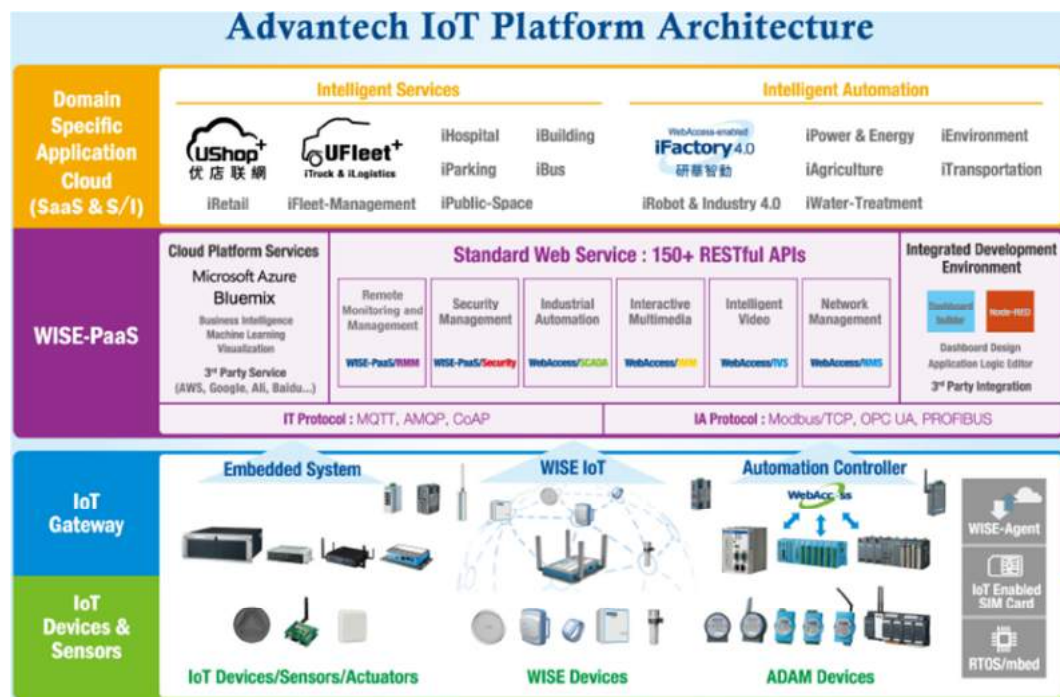 Advantech IoT Platform Architecture
Domain
Specific
Application
Cloud
(SaaS & S/I)
Intelligent Services
UShop+
优店联網
iRetail
UFleet+
iTruck & iLogistics
iFleet-Management
iHospital
iBuilding
iParking
iBus
iPublic-Space
Intelligent Automation
WebAccess-enabled
iFactory 4.0
研華智動
iRobot & Industry 4.0
iPower & Energy
iEnvironment
iAgriculture
iTransportation
iWater-Treatment
WISE-PaaS
Cloud Platform Services
Microsoft Azure
Bluemix
Business Intelligence
Machine Learning
Visualization
3rd Party Service
(AWS, Google, Ali, Baidu...)
Standard Web Service : 150+ RESTful APIs
Remote
Monitoring and
Management
WISE-PaaS/RMM
Security
Management
WISE-PaaS/Security
Industrial
Automation
WebAccess/SCADA
Interactive
Multimedia
WebAccess/
Intelligent
Video
WebAccess/IVS
Network
Management
WebAccess/NMS
Integrated Development
Environment
Dashboard
builder
Node-RED
Dashboard Design
Application Logic Editor
3rd Party Integration
IT Protocol : MQTT, AMQP, CoAP
IA Protocol : Modbus/TCP, OPC UA, PROFIBUS
IoT
Gateway
Embedded System
WISE IoT
Automation Controller
WebAccess
WISE-Agent
IoT Enabled
SIM Card
RTOS/mbed
IoT
Devices &
Sensors
IoT Devices/Sensors/Actuators
WISE Devices
ADAM Devices